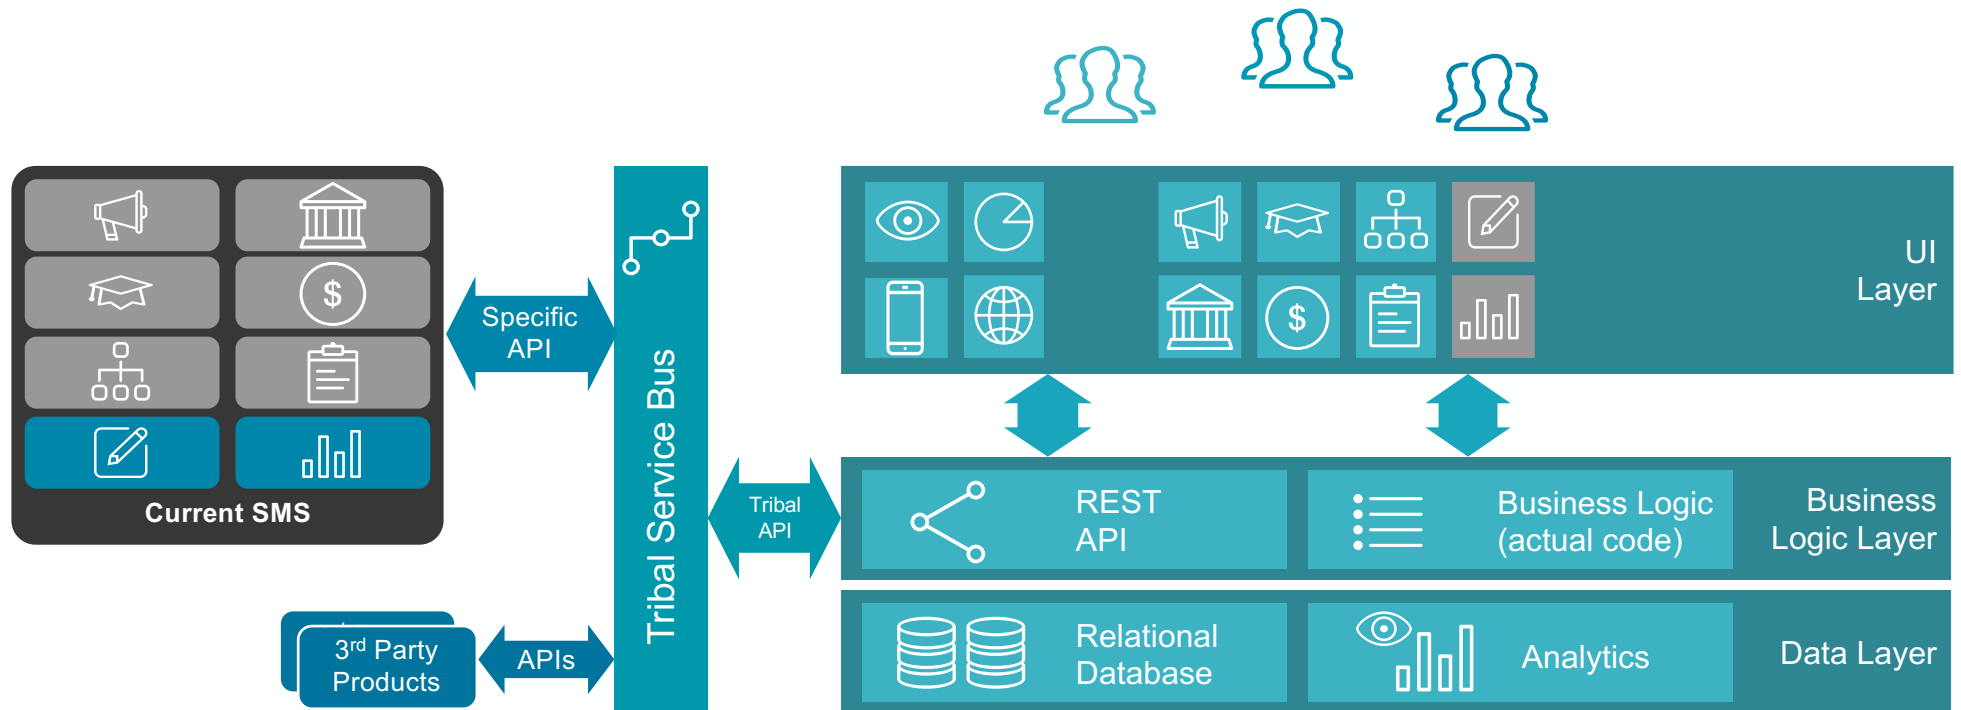 Current SMS
Specific
API
3rd Party
Products
APIs
Tribal Service Bus
Tribal
API
UI
Layer
REST
API
Business Logic
(actual code)
Business
Logic Layer
Relational
Database
Analytics
Data Layer
$
$